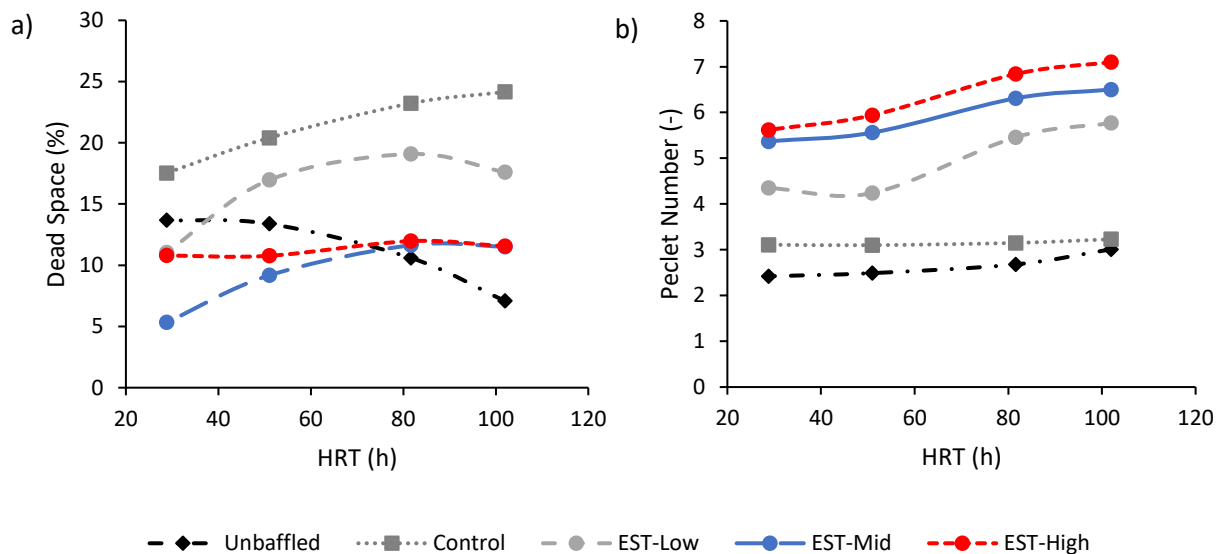 a)
30
25
20
15
10
5
0
Dead Space (%)
20 40 60 80 100 120
HRT (h)
b)
8
7
6
5
4
3
2
1
0
Peclet Number (-)
20 40 60 80 100 120
HRT (h)
Unbaffled Control EST-Low EST-Mid EST-High